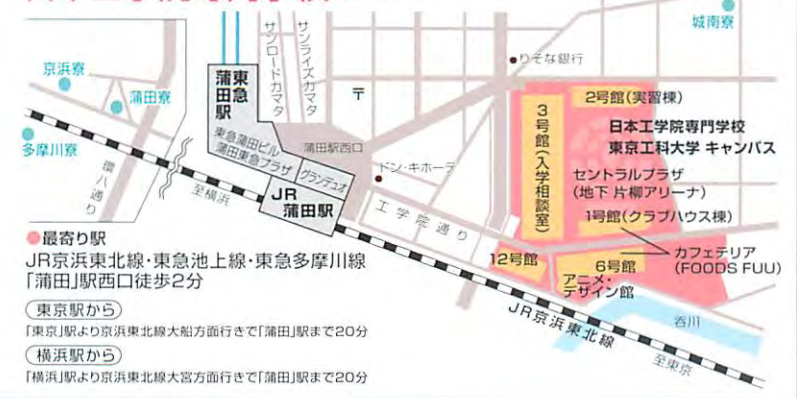 城南寮
京浜寮
蒲田寮
多摩川寮
環八通り
至横浜
サンロードカマタ
サンライズカマタ
東急
蒲田駅
東急蒲田ビル
蒲田東急プラザ
グランデュオ
JR
蒲田駅
蒲田駅西口
〒
りそな銀行
ドン・キホーテ
工学院通り
3号館(入学相談室)
2号館(実習棟)
日本工学院専門学校
東京工科大学 キャンパス
セントラルプラザ
(地下 片柳アリーナ)
1号館(クラブハウス棟)
カフェテリア
(FOODS FUU)
12号館
6号館
アニメ・
デザイン館
呑川
JR京浜東北線
至東京
●最寄り駅
JR京浜東北線・東急池上線・東急多摩川線
「蒲田」駅西口徒歩2分
東京駅から
「東京」駅より京浜東北線大船方面行きで「蒲田」駅まで20分
横浜駅から
「横浜」駅より京浜東北線大宮方面行きで「蒲田」駅まで20分